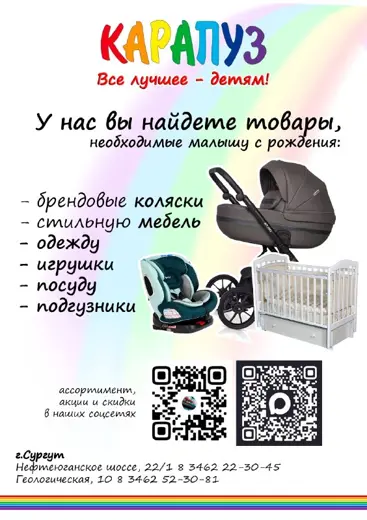 КАРАПУЗ
Все лучшее - детям!
У нас вы найдете товары,
необходимые малышу с рождения:
- брендовые коляски
- стильную мебель
- одежду
- игрушки
- посуду
- подгузники
ассортимент,
акции и скидки
в наших соцсетях
г.Сургут
Нефтеюганское шоссе, 22/1 8 3462 22-30-45
Геологическая, 10 8 3462 52-30-81